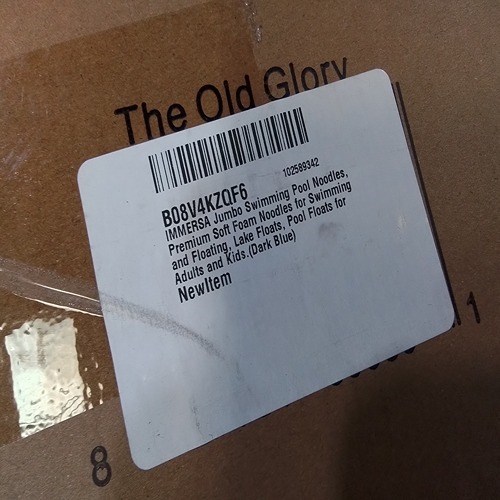 The Old Glory
102589342
B08V4KZQF6
IMMERSA Jumbo Swimming Pool Noodles,
Premium Soft Foam Noodles for Swimming
and Floating, Lake Floats, Pool Floats for
Adults and Kids.(Dark Blue)
NewItem
8
1